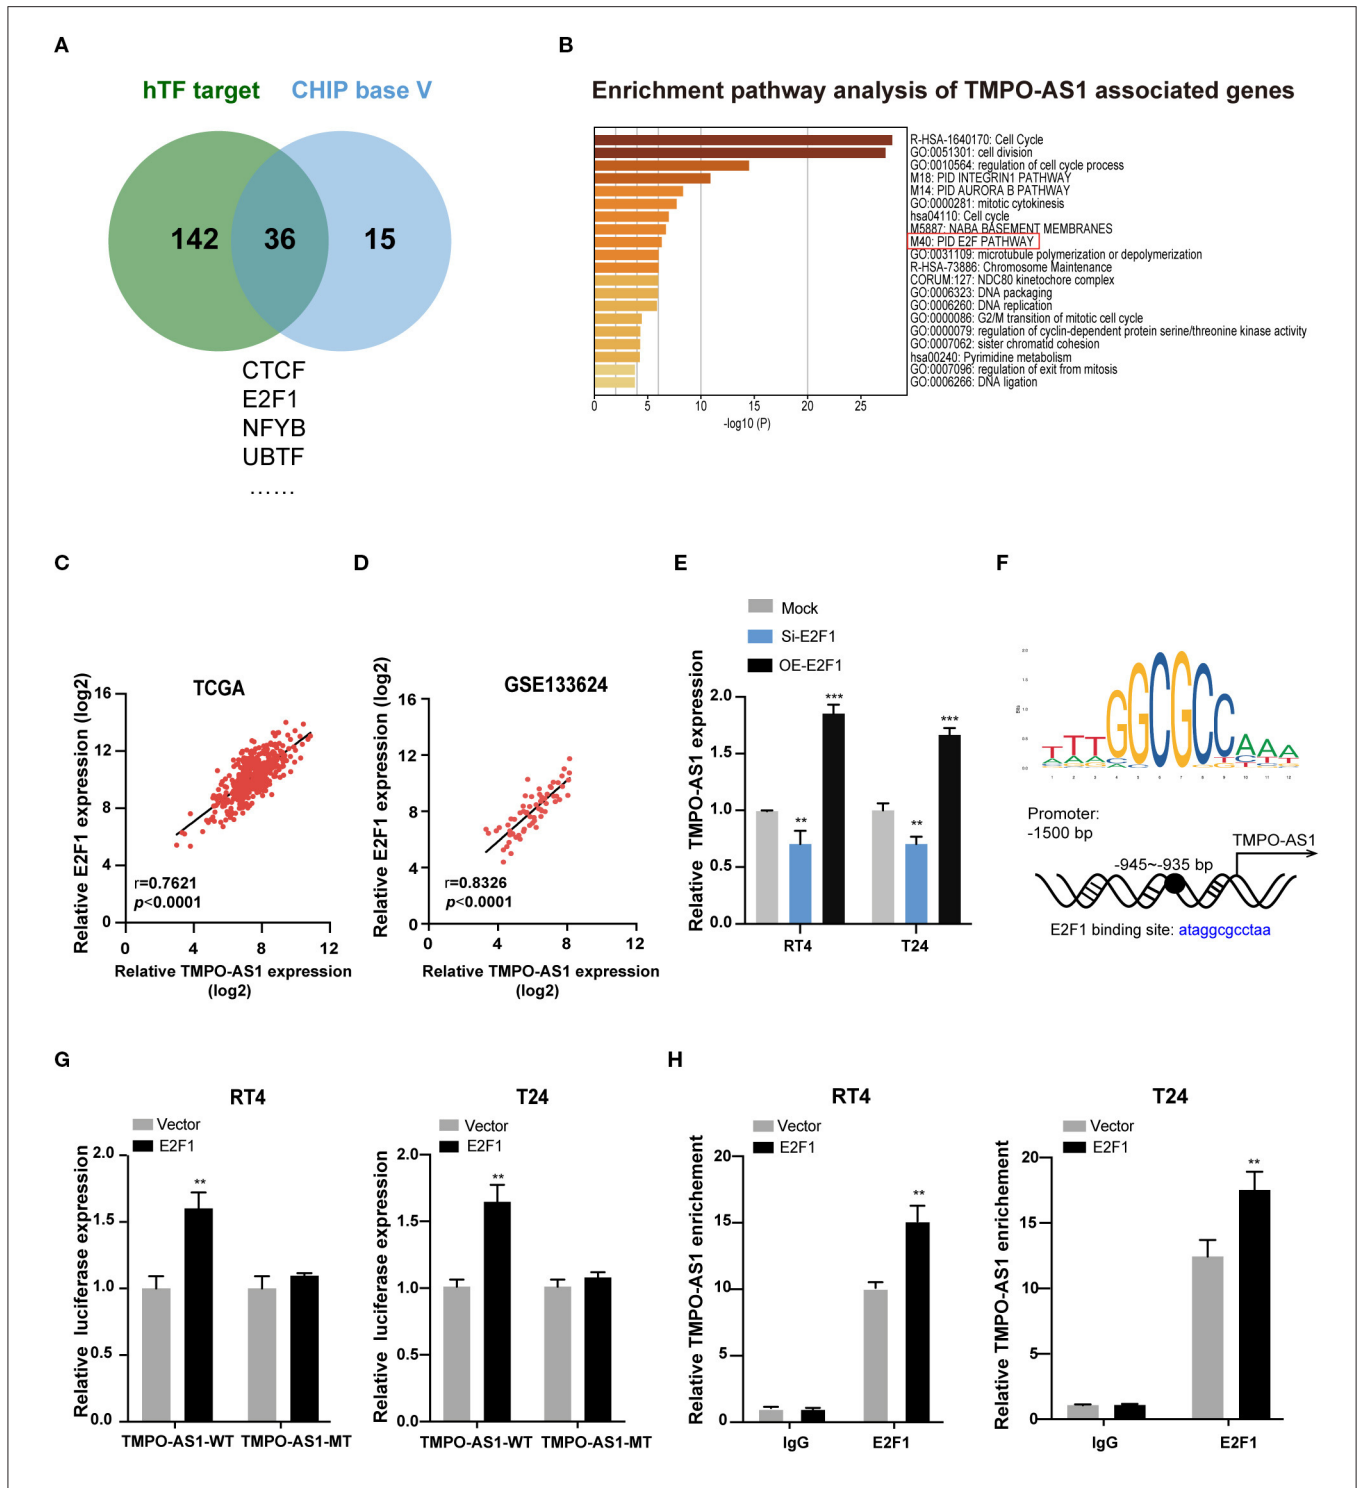 A
hTF target
CHIP base V
142
36
15
CTCF
E2F1
NFYB
UBTF
……
B
Enrichment pathway analysis of TMPO-AS1 associated genes
R-HSA-1640170: Cell Cycle
GO:0051301: cell division
GO:0010564: regulation of cell cycle process
M18: PID INTEGRIN1 PATHWAY
M14: PID AURORA B PATHWAY
GO:0000281: mitotic cytokinesis
hsa04110: Cell cycle
M5887: NABA BASEMENT MEMBRANES
M40: PID E2F PATHWAY
GO:0031109: microtubule polymerization or depolymerization
R-HSA-73886: Chromosome Maintenance
CORUM:127: NDC80 kinetochore complex
GO:0006323: DNA packaging
GO:0006260: DNA replication
GO:0000086: G2/M transition of mitotic cell cycle
GO:0000079: regulation of cyclin-dependent protein serine/threonine kinase activity
GO:0007062: sister chromatid cohesion
hsa00240: Pyrimidine metabolism
GO:0007096: regulation of exit from mitosis
GO:0006266: DNA ligation
0 5 10 15 20 25
-log10 (P)
C
TCGA
Relative E2F1 expression (log2)
16
12
8
4
0
r=0.7621
p<0.0001
0 4 8 12
Relative TMPO-AS1 expression
(log2)
D
GSE133624
Relative E2F1 expression (log2)
16
12
8
4
0
r=0.8326
p<0.0001
0 4 8 12
Relative TMPO-AS1 expression
(log2)
E
Mock
Si-E2F1
OE-E2F1
Relative TMPO-AS1 expression
2.0
1.5
1.0
0.5
0.0
** *** ** ***
RT4 T24
F
Promoter:
-1500 bp
TMPO-AS1
-945~-935 bp
E2F1 binding site: ataggcgcctaa
G
RT4
Vector
E2F1
Relative luciferase expression
2.0
1.5
1.0
0.5
0.0
**
TMPO-AS1-WT TMPO-AS1-MT
T24
Vector
E2F1
Relative luciferase expression
2.0
1.5
1.0
0.5
0.0
**
TMPO-AS1-WT TMPO-AS1-MT
H
RT4
Vector
E2F1
Relative TMPO-AS1 enrichement
20
15
10
5
0
**
IgG E2F1
T24
Vector
E2F1
Relative TMPO-AS1 enrichement
20
15
10
5
0
**
IgG E2F1